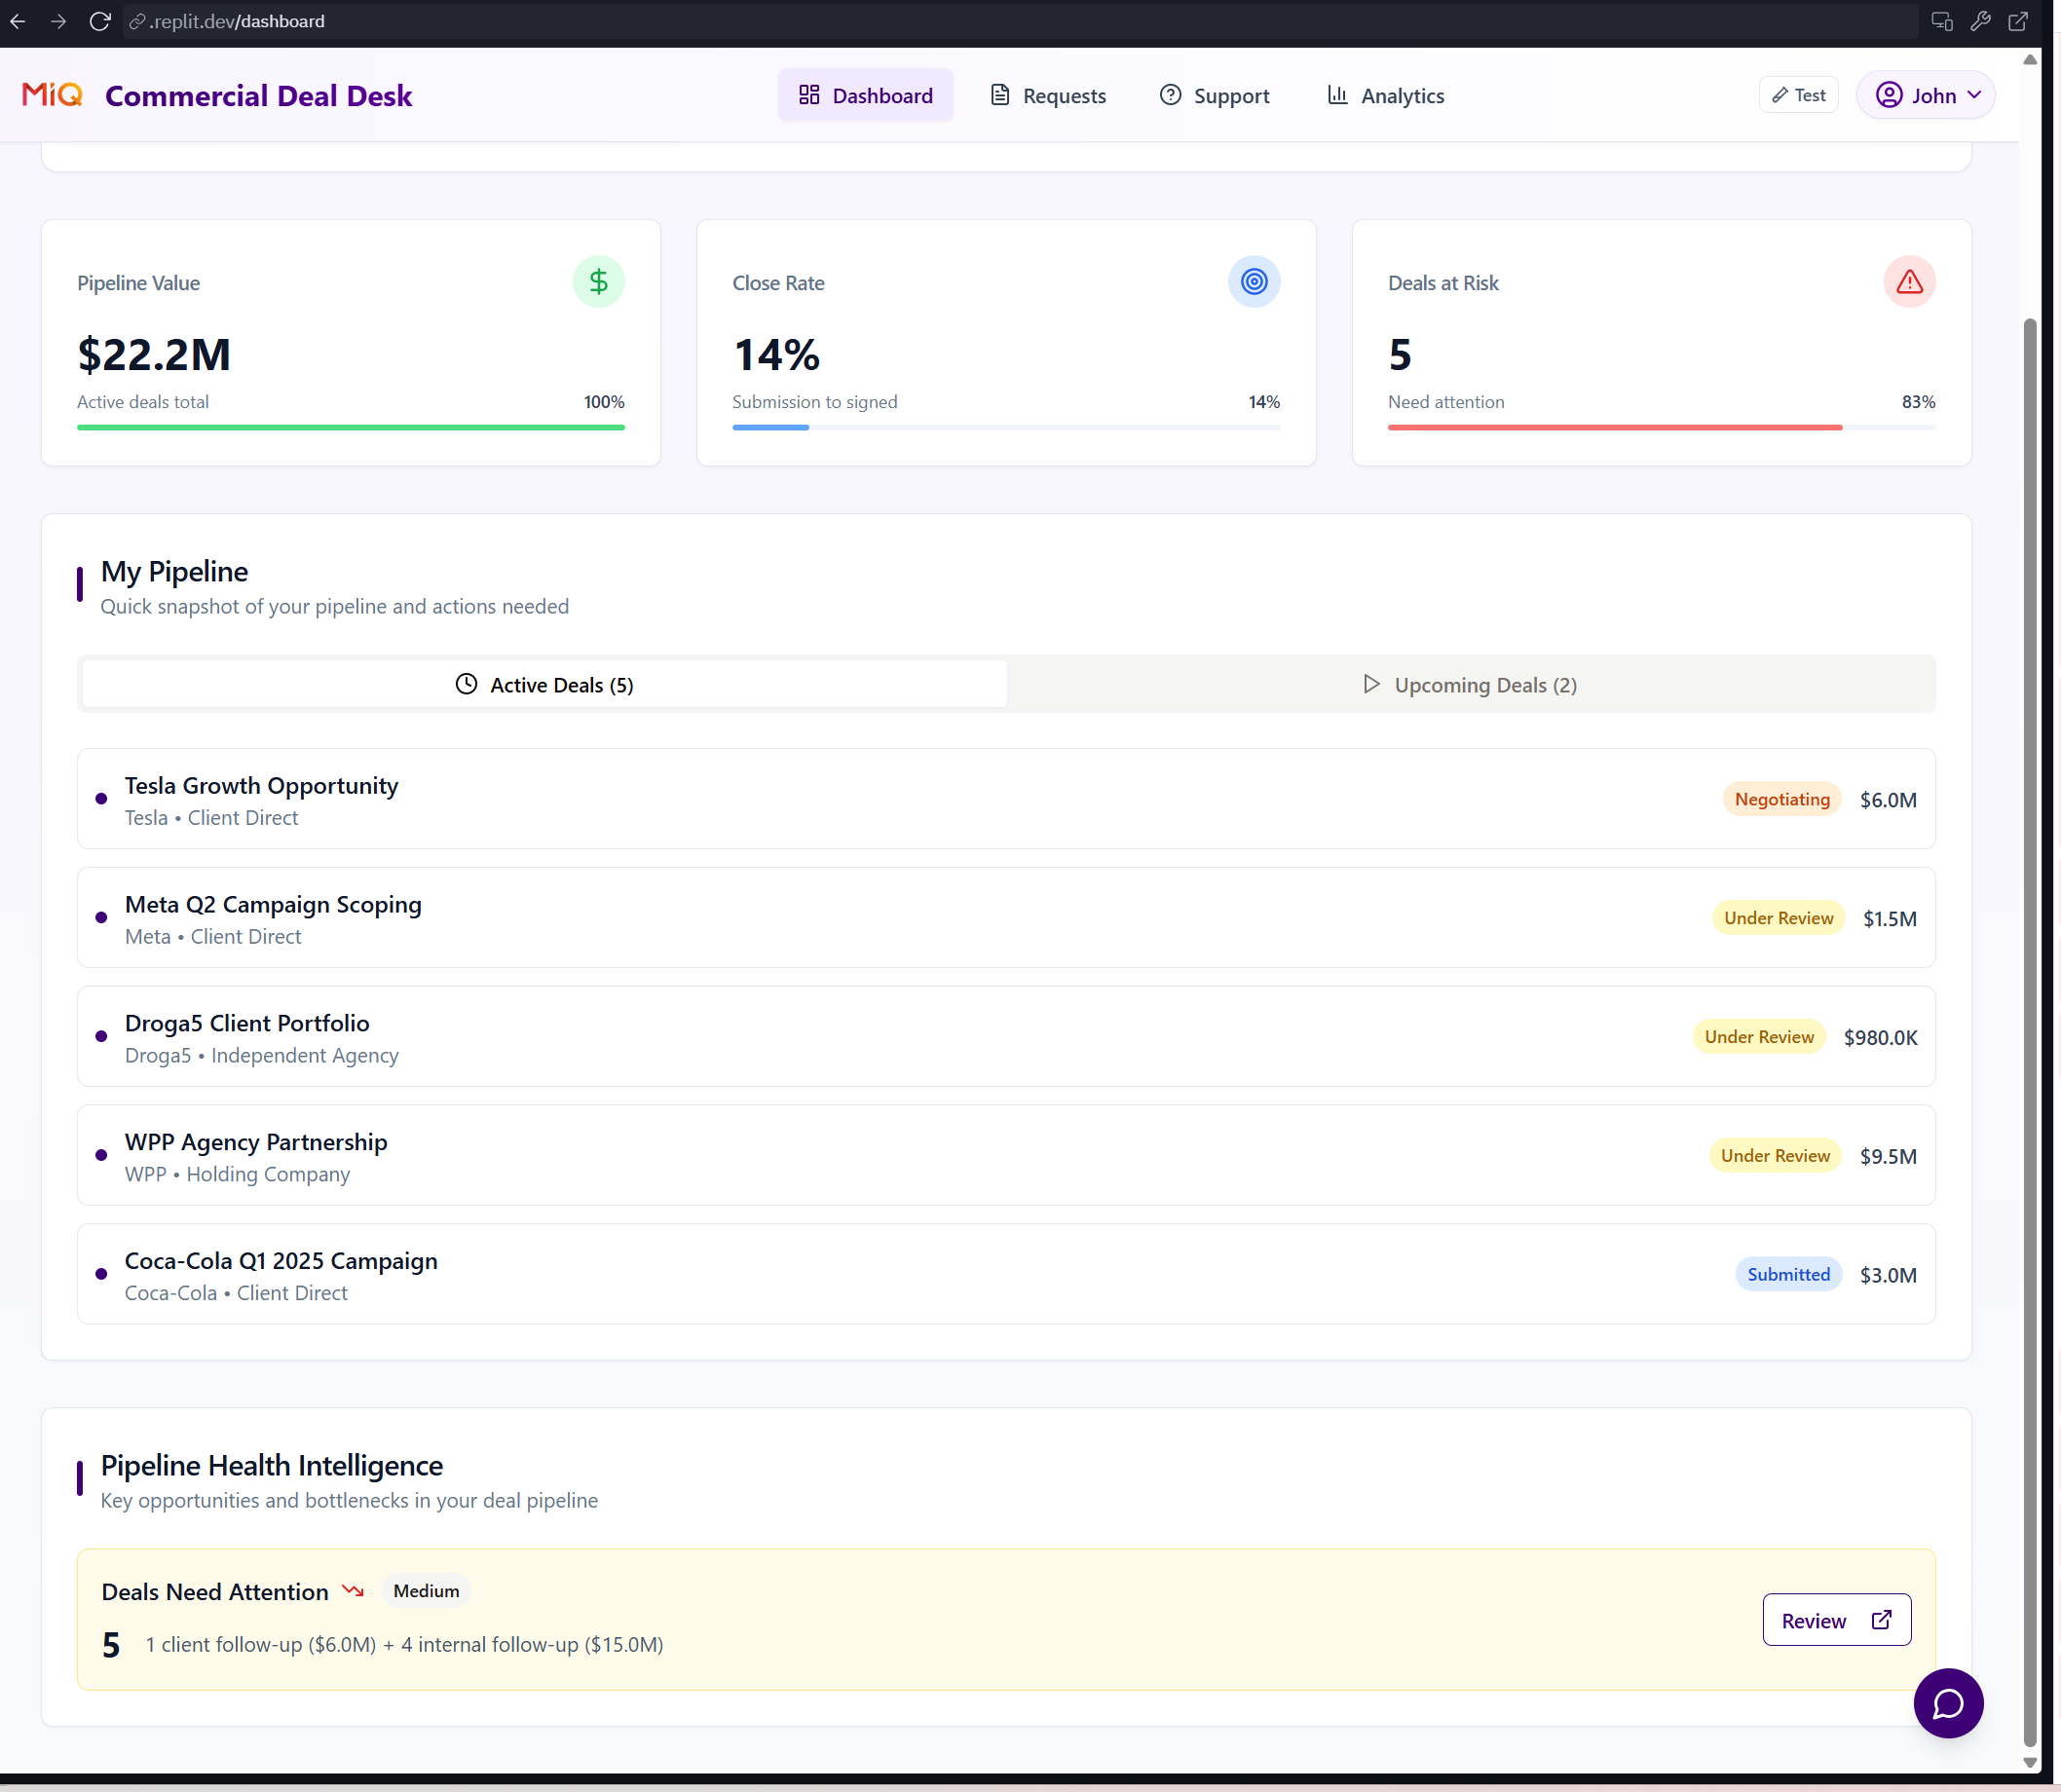 .replit.dev/dashboard
MiQ Commercial Deal Desk
Dashboard
Requests
Support
Analytics
Test
John
Pipeline Value
$22.2M
Active deals total 100%
Close Rate
14%
Submission to signed 14%
Deals at Risk
5
Need attention 83%
My Pipeline
Quick snapshot of your pipeline and actions needed
Active Deals (5)
Upcoming Deals (2)
Tesla Growth Opportunity
Tesla • Client Direct
Negotiating $6.0M
Meta Q2 Campaign Scoping
Meta • Client Direct
Under Review $1.5M
Droga5 Client Portfolio
Droga5 • Independent Agency
Under Review $980.0K
WPP Agency Partnership
WPP • Holding Company
Under Review $9.5M
Coca-Cola Q1 2025 Campaign
Coca-Cola • Client Direct
Submitted $3.0M
Pipeline Health Intelligence
Key opportunities and bottlenecks in your deal pipeline
Deals Need Attention Medium
5 1 client follow-up ($6.0M) + 4 internal follow-up ($15.0M)
Review